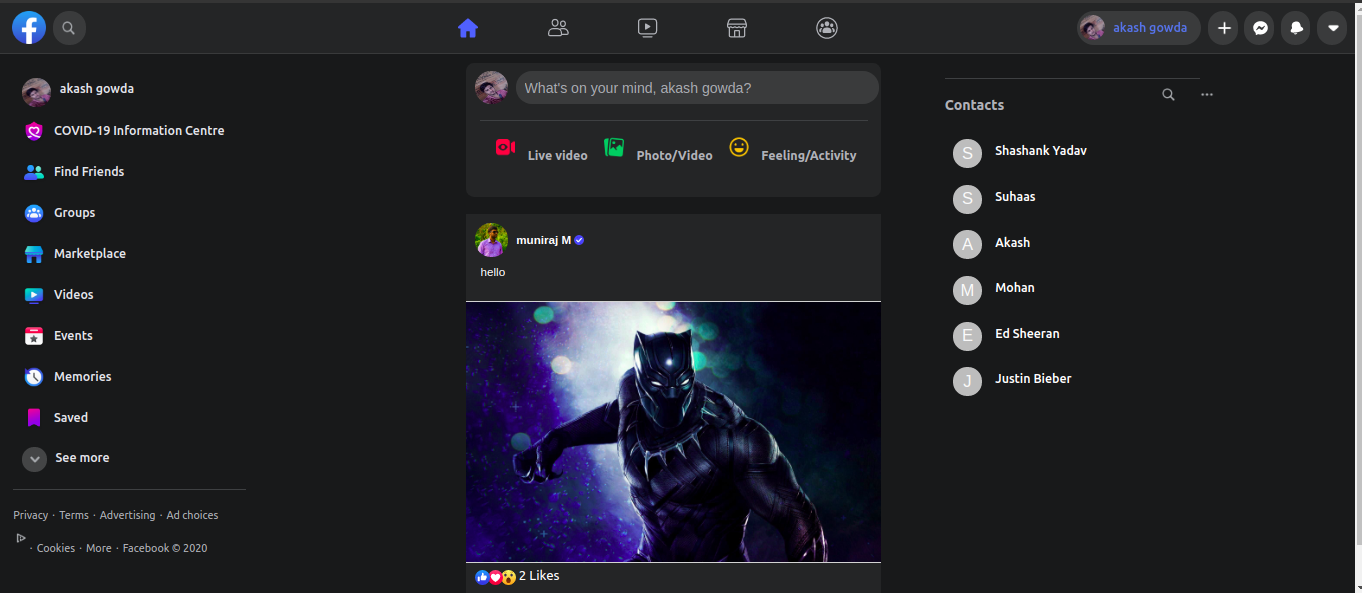 akash gowda
akash gowda
COVID-19 Information Centre
Find Friends
Groups
Marketplace
Videos
Events
Memories
Saved
See more
Privacy · Terms · Advertising · Ad choices
· Cookies · More · Facebook © 2020
What's on your mind, akash gowda?
Live video
Photo/Video
Feeling/Activity
muniraj M
hello
2 Likes
Contacts
S Shashank Yadav
S Suhaas
A Akash
M Mohan
E Ed Sheeran
J Justin Bieber